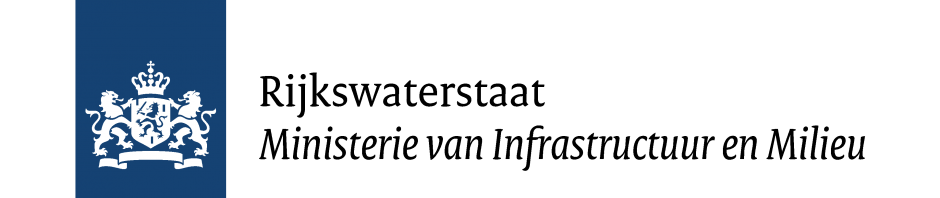 Rijkswaterstaat
Ministerie van Infrastructuur en Milieu